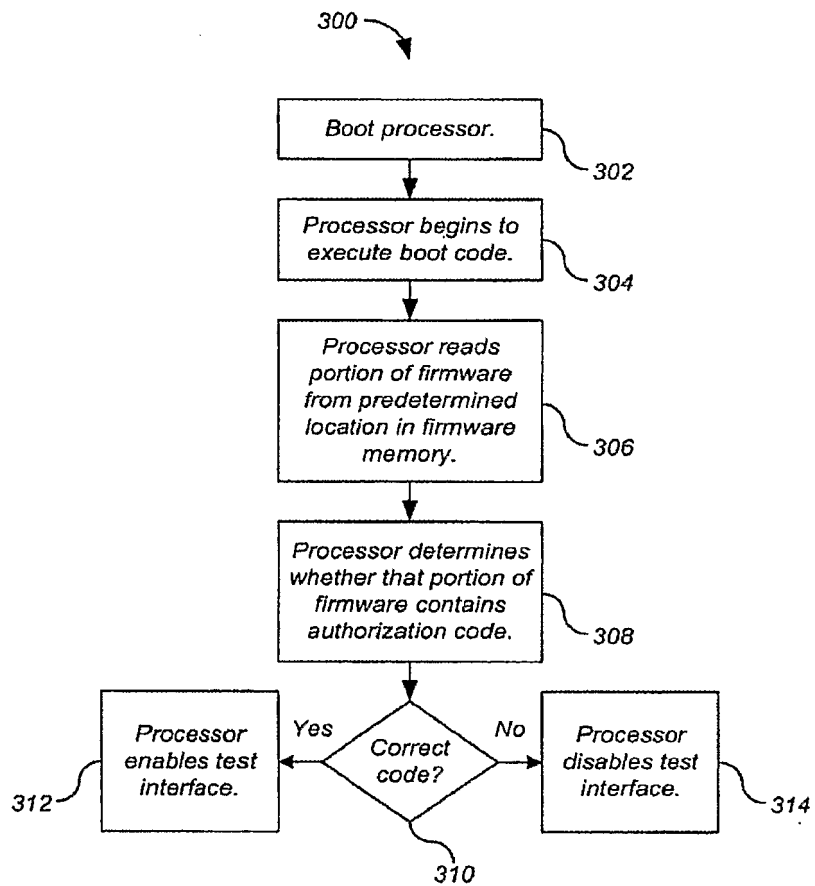 300
Boot processor.
302
Processor begins to
execute boot code.
304
Processor reads
portion of firmware
from predetermined
location in firmware
memory.
306
Processor determines
whether that portion of
firmware contains
authorization code.
308
Yes
No
Correct
code?
Processor
enables test
interface.
312
Processor
disables test
interface.
314
310